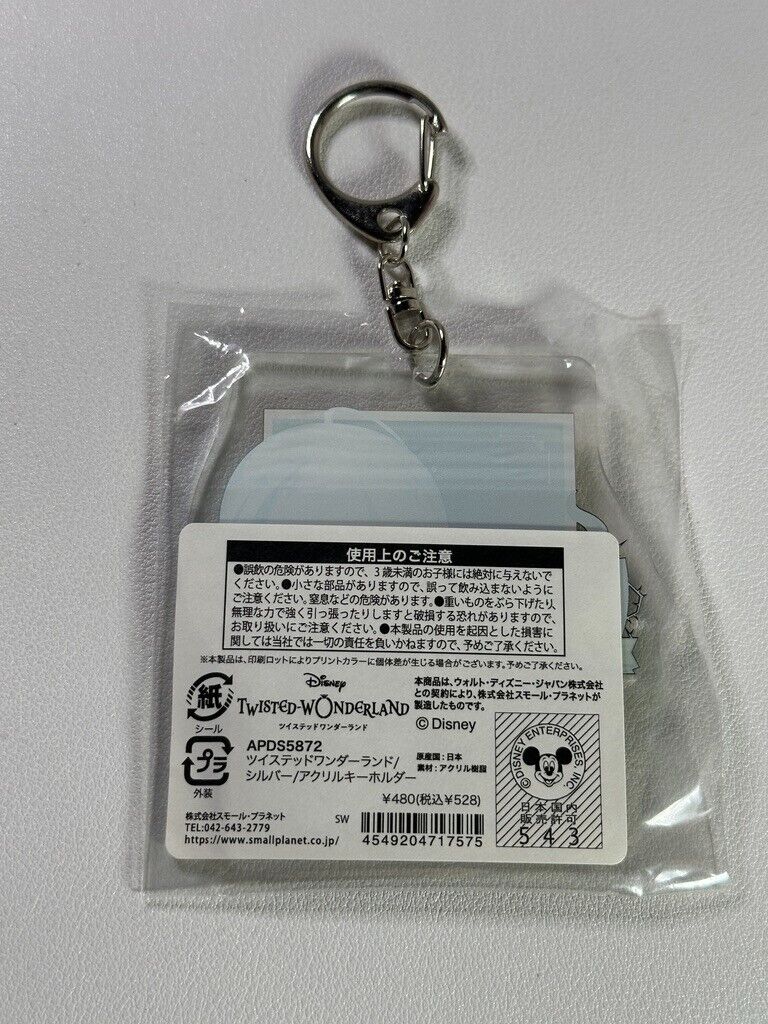 使用上のご注意
●誤飲の危険がありますので、3歳未満のお子様には絶対に与えないで
ください。●小さな部品がありますので、誤って飲み込まないように
ご注意ください。窒息などの危険があります。●重いものをぶら下げたり、
無理な力で強く引っ張ったりしますと破損する恐れがありますので、
お取り扱いにご注意ください。●本製品の使用を起因とした損害に
関しては当社では一切の責任を負いかねますので、予めご了承ください。
※本製品は、印刷ロットによりプリントカラーに個体差が生じる場合がございます。予めご了承ください。
紙
シール
プラ
外装
Disney
TWISTED-WONDERLAND
ツイステッドワンダーランド
本商品は、ウォルト・ディズニー・ジャパン株式会社
との契約により、株式会社スモール・プラネットが
製造したものです。
©Disney
APDS5872
ツイステッドワンダーランド/
シルバー/アクリルキーホルダー
原産国:日本
素材:アクリル樹脂
¥480(税込¥528)
株式会社スモール・プラネット
TEL:042-643-2779
https://www.smallplanet.co.jp/
SW
4549204717575
©DISNEY ENTERPRISES, INC.
日本国内
販売許可
543